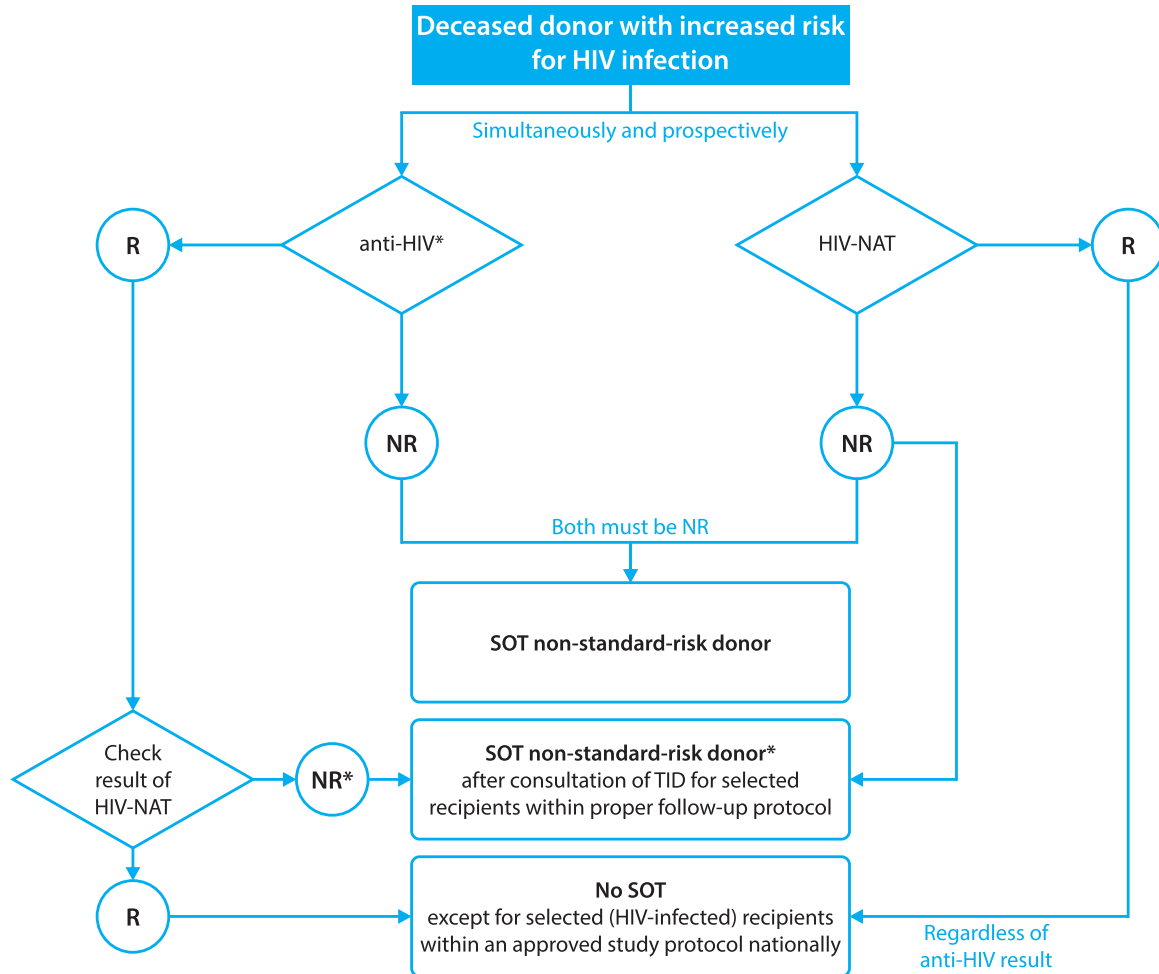 Deceased donor with increased risk
for HIV infection
Simultaneously and prospectively
R
anti-HIV*
HIV-NAT
R
NR
NR
Both must be NR
SOT non-standard-risk donor
Check
result of
HIV-NAT
NR*
SOT non-standard-risk donor*
after consultation of TID for selected
recipients within proper follow-up protocol
R
No SOT
except for selected (HIV-infected) recipients
within an approved study protocol nationally
Regardless of
anti-HIV result